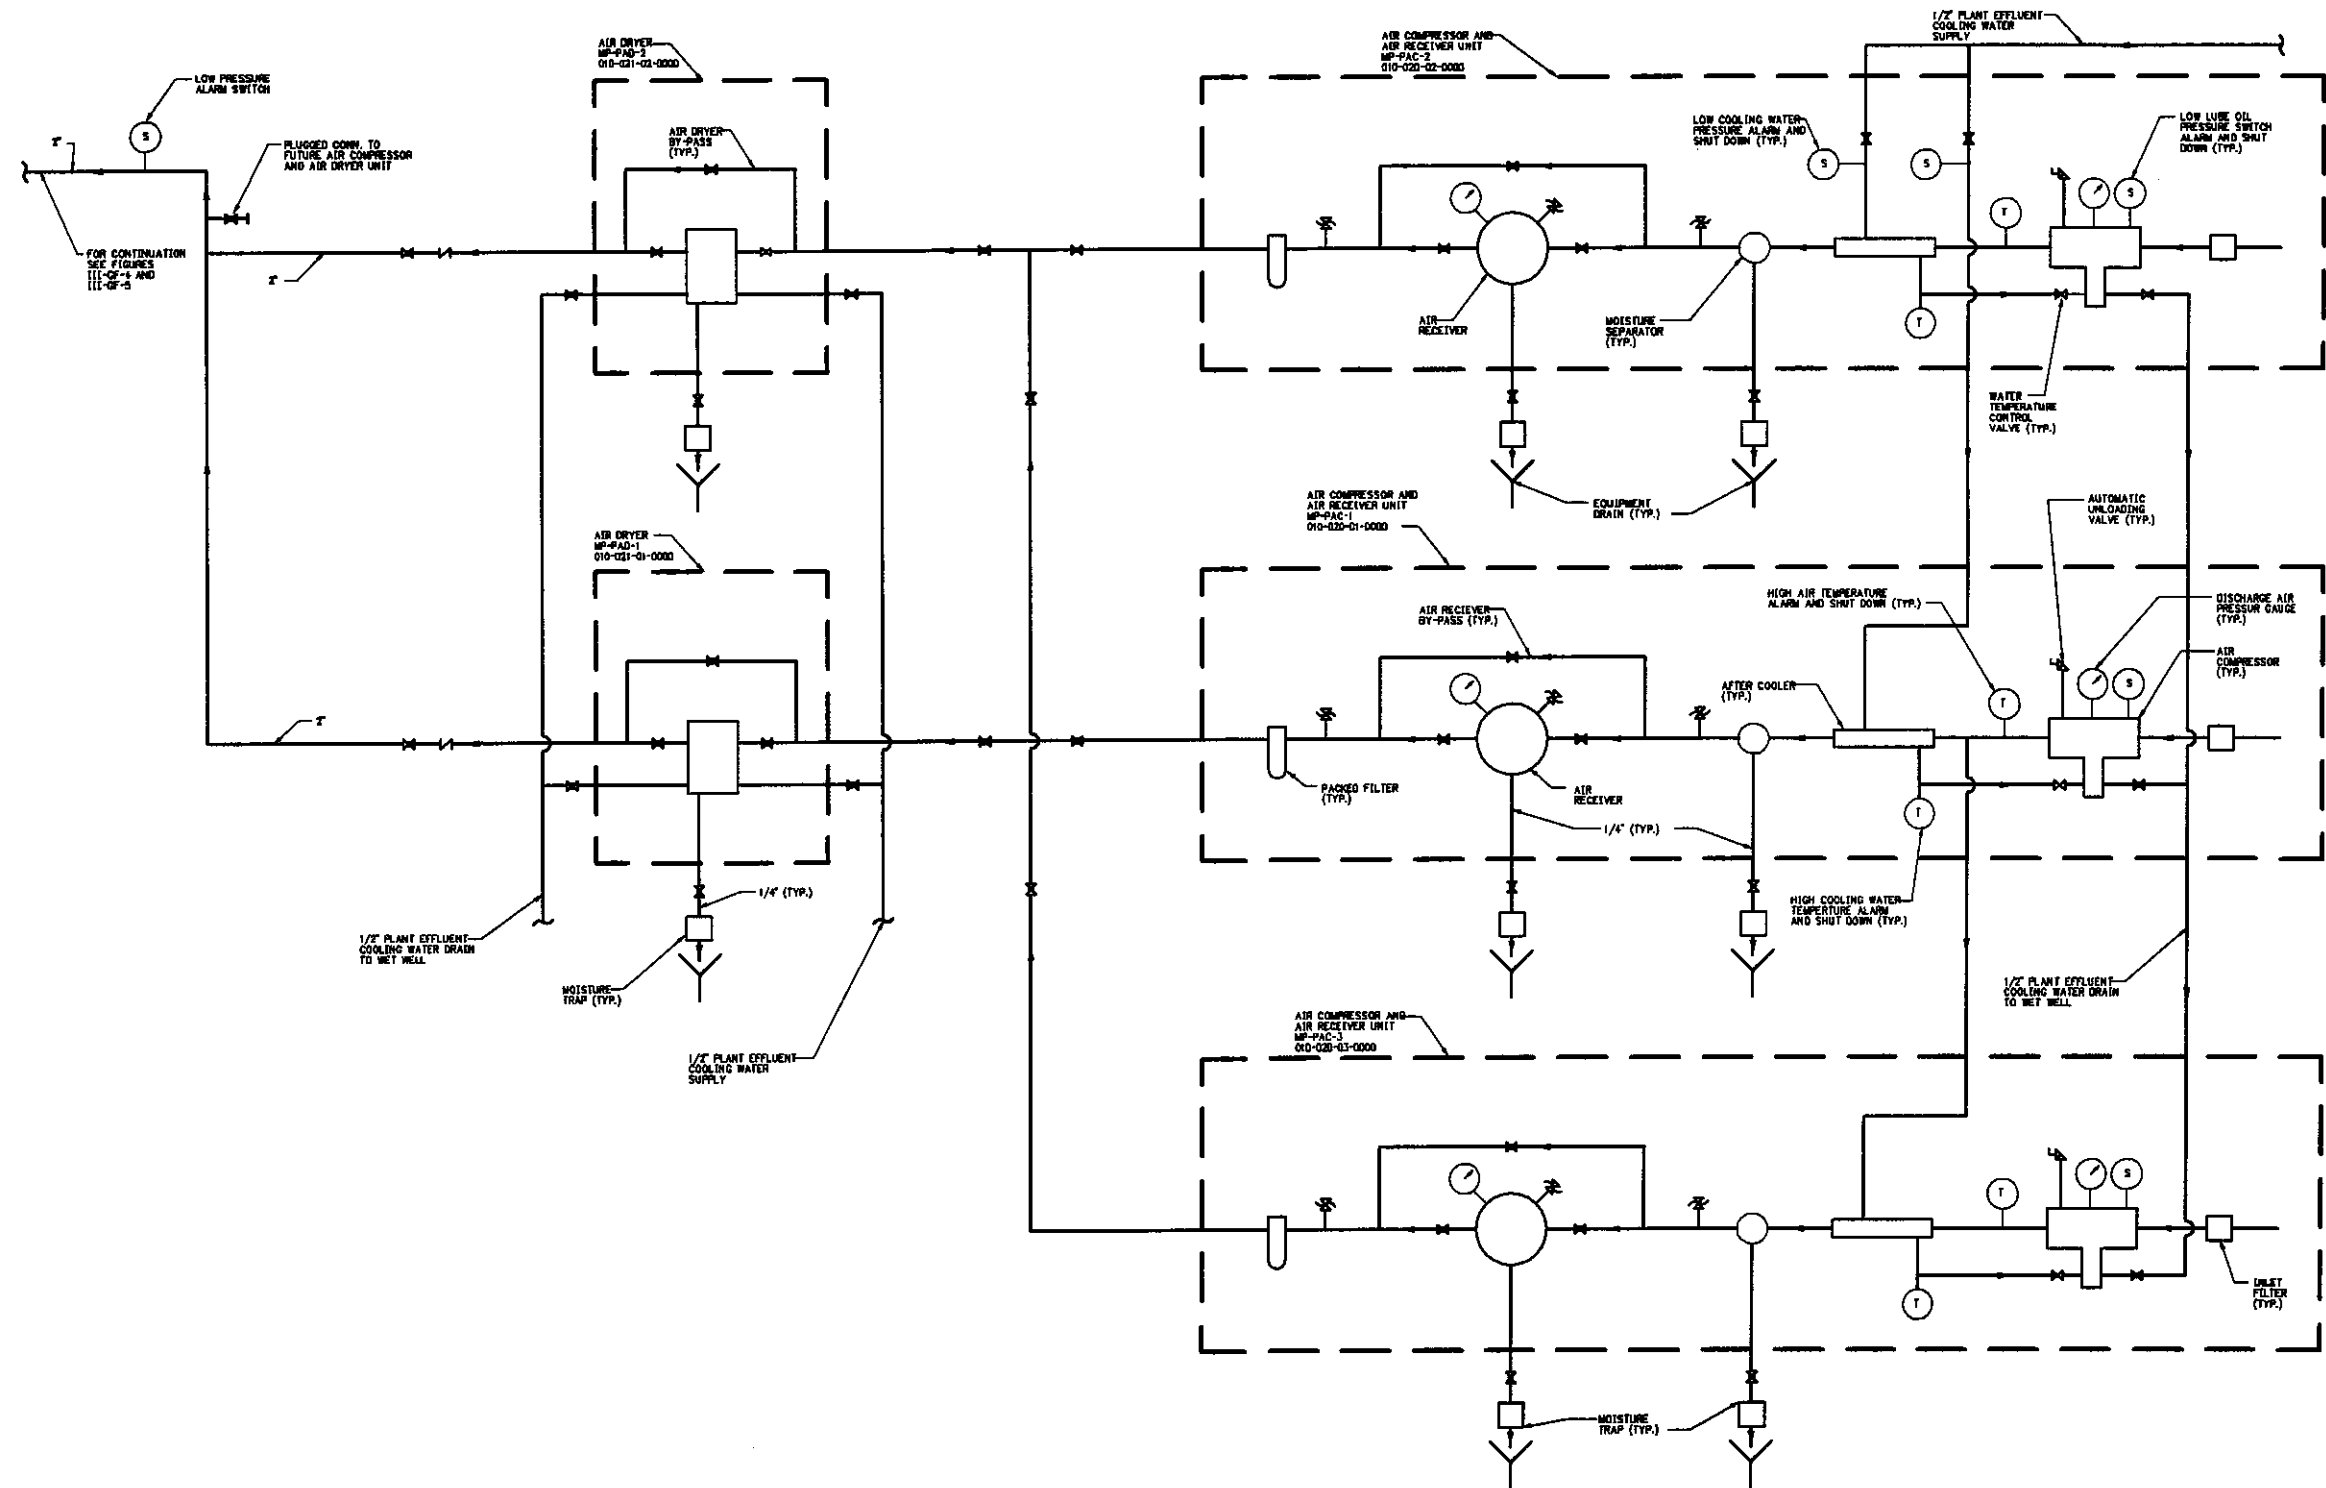 1/2" PLANT EFFLUENT
COOLING WATER
SUPPLY
AIR COMPRESSOR AND
AIR RECEIVER UNIT
MP-PAC-2
010-020-02-0000
AIR DRYER
MP-PAD-2
010-021-02-0000
LOW PRESSURE
ALARM SWITCH
S
2"
PLUGGED CONN. TO
FUTURE AIR COMPRESSOR
AND AIR DRYER UNIT
AIR DRYER
BY-PASS
(TYP.)
LOW COOLING WATER
PRESSURE ALARM AND
SHUT DOWN (TYP.)
S
S
LOW LUBE OIL
PRESSURE SWITCH
ALARM AND SHUT
DOWN (TYP.)
S
T
FOR CONTINUATION
SEE FIGURES
III-GF-4 AND
III-GF-5
2"
AIR
RECEIVER
MOISTURE
SEPARATOR
(TYP.)
T
WATER
TEMPERATURE
CONTROL
VALVE (TYP.)
AIR COMPRESSOR AND
AIR RECEIVER UNIT
MP-PAC-1
010-020-01-0000
EQUIPMENT
DRAIN (TYP.)
AUTOMATIC
UNLOADING
VALVE (TYP.)
AIR DRYER
MP-PAD-1
010-021-01-0000
HIGH AIR TEMPERATURE
ALARM AND SHUT DOWN (TYP.)
DISCHARGE AIR
PRESSUR GAUGE
(TYP.)
AIR RECIEVER
BY-PASS (TYP.)
AIR
COMPRESSOR
(TYP.)
AFTER COOLER
(TYP.)
S
T
2"
PACKED FILTER
(TYP.)
AIR
RECEIVER
T
1/4" (TYP.)
1/4" (TYP.)
HIGH COOLING WATER
TEMPERTURE ALARM
AND SHUT DOWN (TYP.)
1/2" PLANT EFFLUENT
COOLING WATER DRAIN
TO WET WELL
MOISTURE
TRAP (TYP.)
1/2" PLANT EFFLUENT
COOLING WATER DRAIN
TO WET WELL
AIR COMPRESSOR AND
AIR RECEIVER UNIT
MP-PAC-3
010-020-03-0000
1/2" PLANT EFFLUENT
COOLING WATER
SUPPLY
S
T
T
INLET
FILTER
(TYP.)
MOISTURE
TRAP (TYP.)